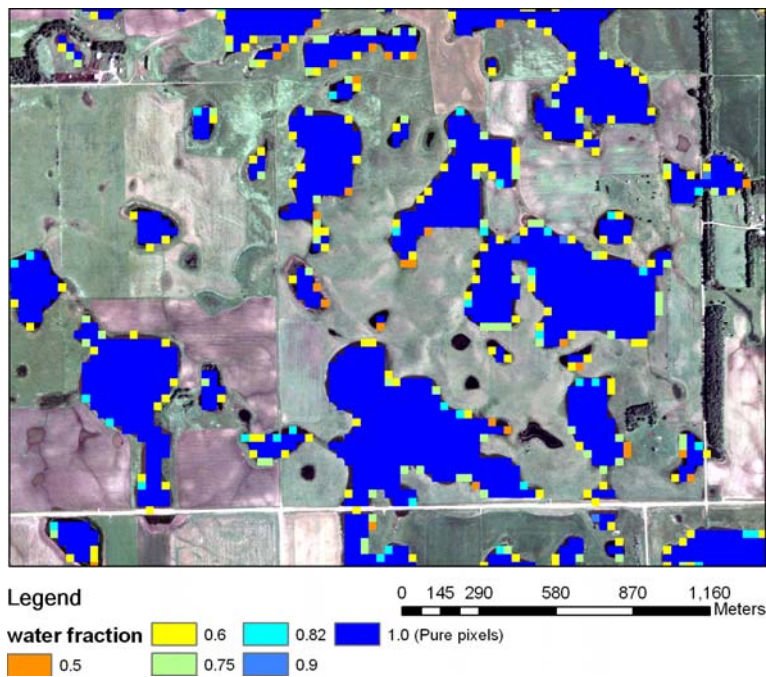 Legend
0 145 290 580 870 1,160
Meters
water fraction 0.6 0.82 1.0 (Pure pixels)
0.5 0.75 0.9